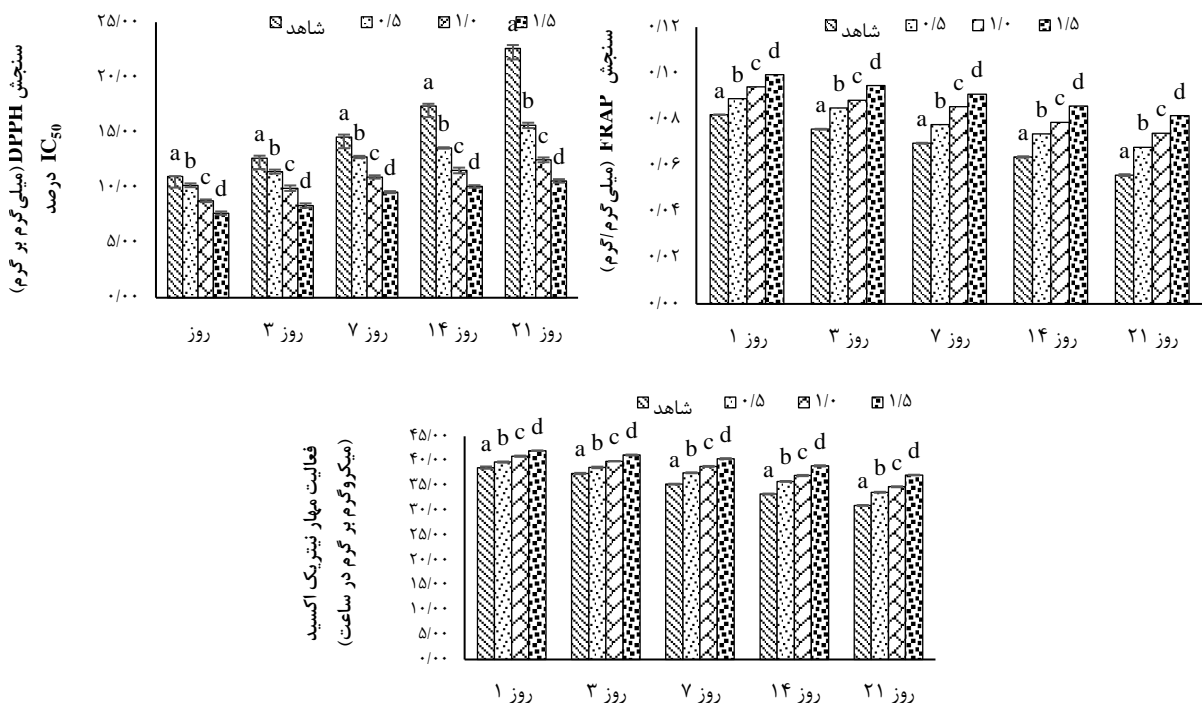 شاهد ۰/۵ ۱/۰ ۱/۵
سنجش DPPH (میلی‌گرم بر گرم)
درصد IC50
۲۵/۰۰
۲۰/۰۰
۱۵/۰۰
۱۰/۰۰
۵/۰۰
۰/۰۰
a b c d
a b c d
a b c d
a b c d
a b c d
روز
روز ۳
روز ۷
روز ۱۴
روز ۲۱
شاهد ۰/۵ ۱/۰ ۱/۵
سنجش FRAP (میلی‌گرم/گرم)
۰/۱۲
۰/۱۰
۰/۰۸
۰/۰۶
۰/۰۴
۰/۰۲
۰/۰۰
a b c d
a b c d
a b c d
a b c d
a b c d
روز ۱
روز ۳
روز ۷
روز ۱۴
روز ۲۱
شاهد ۰/۵ ۱/۰ ۱/۵
فعالیت مهار نیتریک اکسید
(میکروگرم بر گرم در ساعت)
۴۵/۰۰
۴۰/۰۰
۳۵/۰۰
۳۰/۰۰
۲۵/۰۰
۲۰/۰۰
۱۵/۰۰
۱۰/۰۰
۵/۰۰
۰/۰۰
a b c d
a b c d
a b c d
a b c d
a b c d
روز ۱
روز ۳
روز ۷
روز ۱۴
روز ۲۱